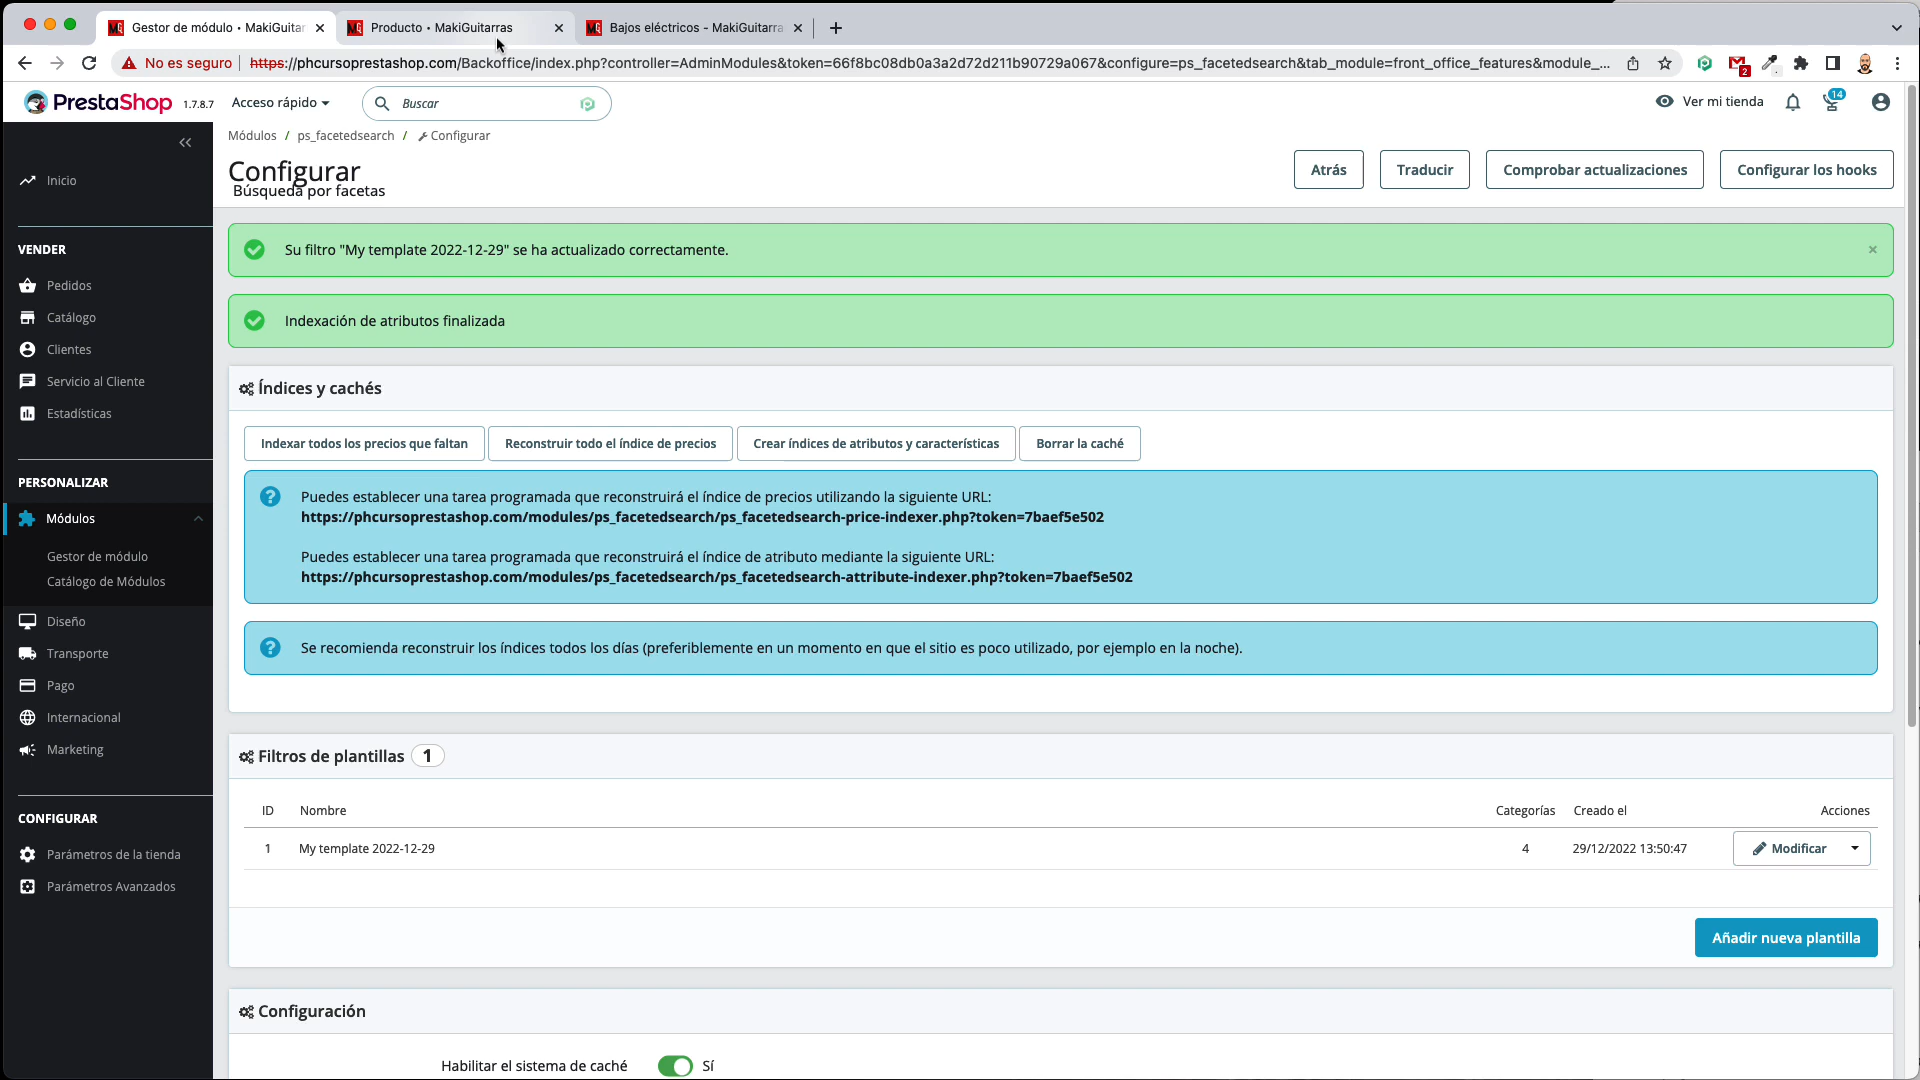 Gestor de módulo • MakiGuitar
Producto • MakiGuitarras
Bajos eléctricos - MakiGuitarra
No es seguro
https://phcursoprestashop.com/Backoffice/index.php?controller=AdminModules&token=66f8bc08db0a3a2d72d211b90729a067&configure=ps_facetedsearch&tab_module=front_office_features&module_...
2
PrestaShop 1.7.8.7
Acceso rápido
Buscar
Ver mi tienda
14
Módulos / ps_facetedsearch / Configurar
Configurar
Búsqueda por facetas
Atrás
Traducir
Comprobar actualizaciones
Configurar los hooks
Inicio
VENDER
Pedidos
Catálogo
Clientes
Servicio al Cliente
Estadísticas
PERSONALIZAR
Módulos
Gestor de módulo
Catálogo de Módulos
Diseño
Transporte
Pago
Internacional
Marketing
CONFIGURAR
Parámetros de la tienda
Parámetros Avanzados
Su filtro "My template 2022-12-29" se ha actualizado correctamente.
Indexación de atributos finalizada
Índices y cachés
Indexar todos los precios que faltan
Reconstruir todo el índice de precios
Crear índices de atributos y características
Borrar la caché
Puedes establecer una tarea programada que reconstruirá el índice de precios utilizando la siguiente URL:
https://phcursoprestashop.com/modules/ps_facetedsearch/ps_facetedsearch-price-indexer.php?token=7baef5e502
Puedes establecer una tarea programada que reconstruirá el índice de atributo mediante la siguiente URL:
https://phcursoprestashop.com/modules/ps_facetedsearch/ps_facetedsearch-attribute-indexer.php?token=7baef5e502
Se recomienda reconstruir los índices todos los días (preferiblemente en un momento en que el sitio es poco utilizado, por ejemplo en la noche).
Filtros de plantillas 1
ID Nombre Categorías Creado el Acciones
1 My template 2022-12-29 4 29/12/2022 13:50:47 Modificar
Añadir nueva plantilla
Configuración
Habilitar el sistema de caché Sí